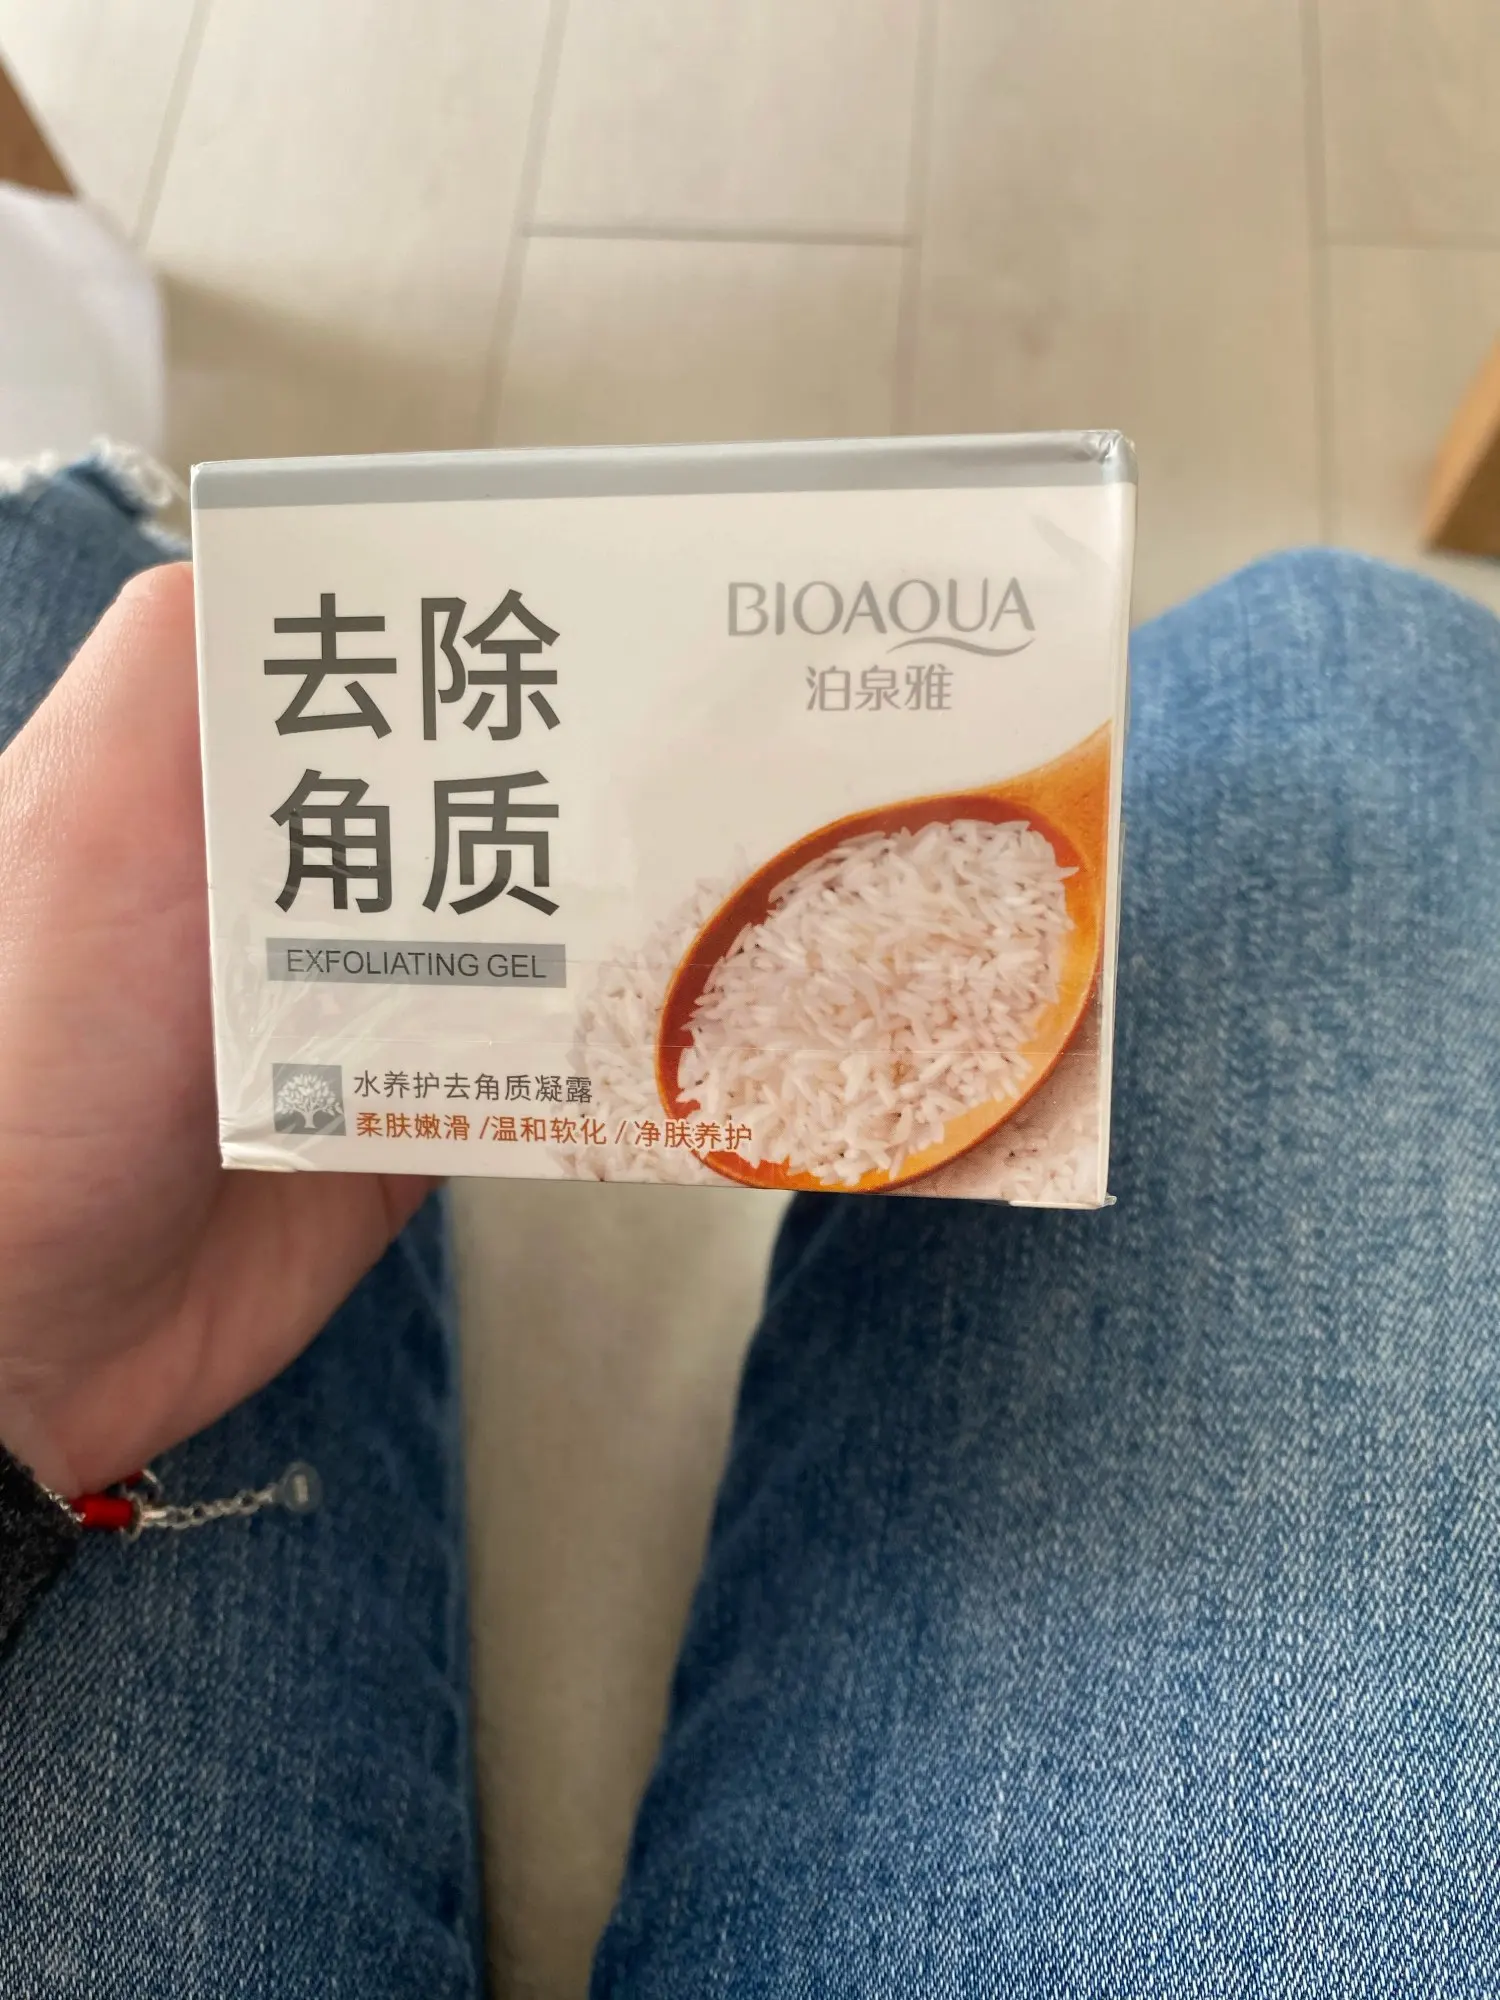 去除
角质
EXFOLIATING GEL
BIOAQUA
泊泉雅
水养护去角质凝露
柔肤嫩滑 /温和软化 / 净肤养护